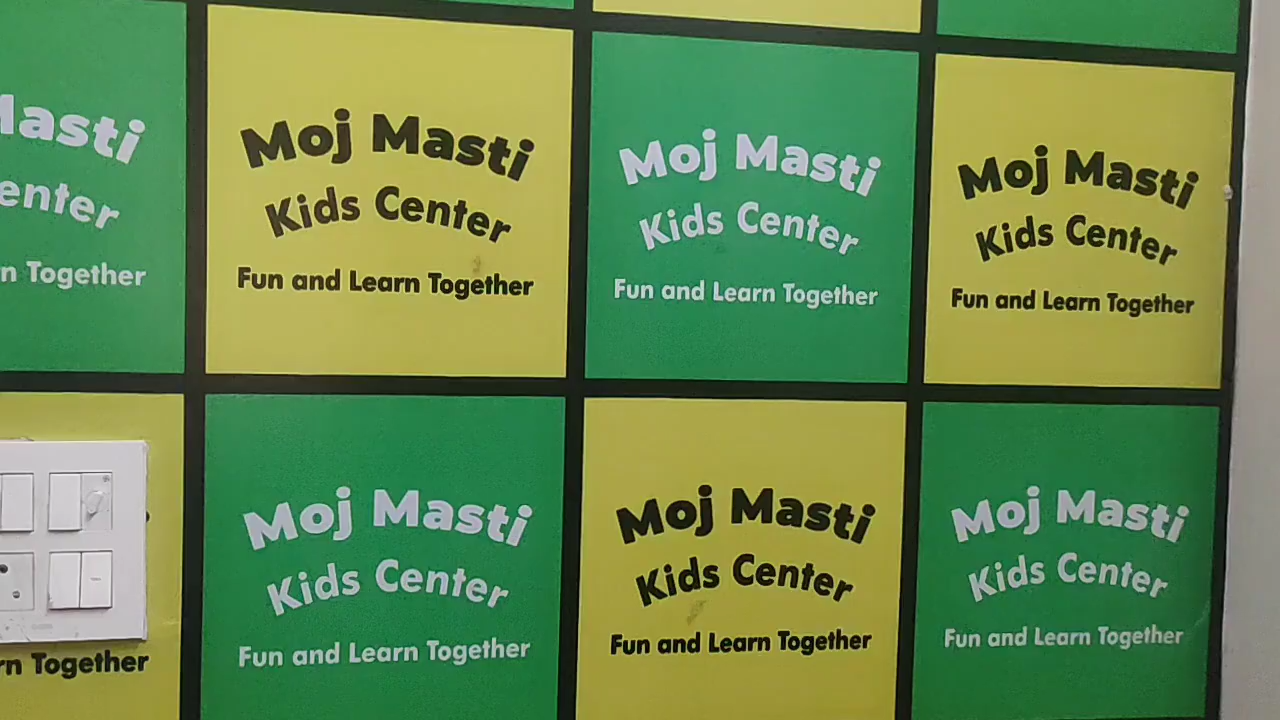 Masti
enter
n Together
Moj Masti
Kids Center
Fun and Learn Together
Moj Masti
Kids Center
Fun and Learn Together
Moj Masti
Kids Center
Fun and Learn Together
rn Together
Moj Masti
Kids Center
Fun and Learn Together
Moj Masti
Kids Center
Fun and Learn Together
Moj Masti
Kids Center
Fun and Learn Together